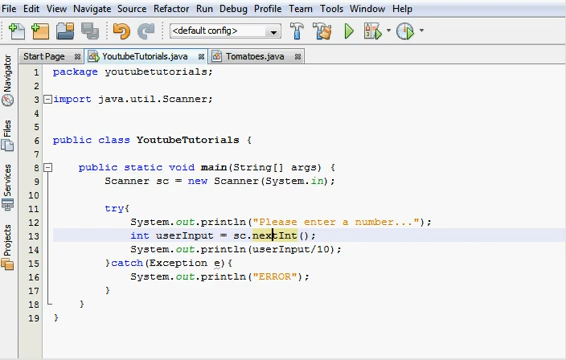 File Edit View Navigate Source Refactor Run Debug Profile Team Tools Window Help
<default config>
Start Page YoutubeTutorials.java Tomatoes.java
Navigator
Files
Services
Projects
1 package youtubetutorials;
2
3 import java.util.Scanner;
4
5
6 public class YoutubeTutorials {
7
8 public static void main(String[] args) {
9 Scanner sc = new Scanner(System.in);
10
11 try{
12 System.out.println("Please enter a number...");
13 int userInput = sc.nextInt();
14 System.out.println(userInput/10);
15 }catch(Exception e){
16 System.out.println("ERROR");
17 }
18 }
19 }